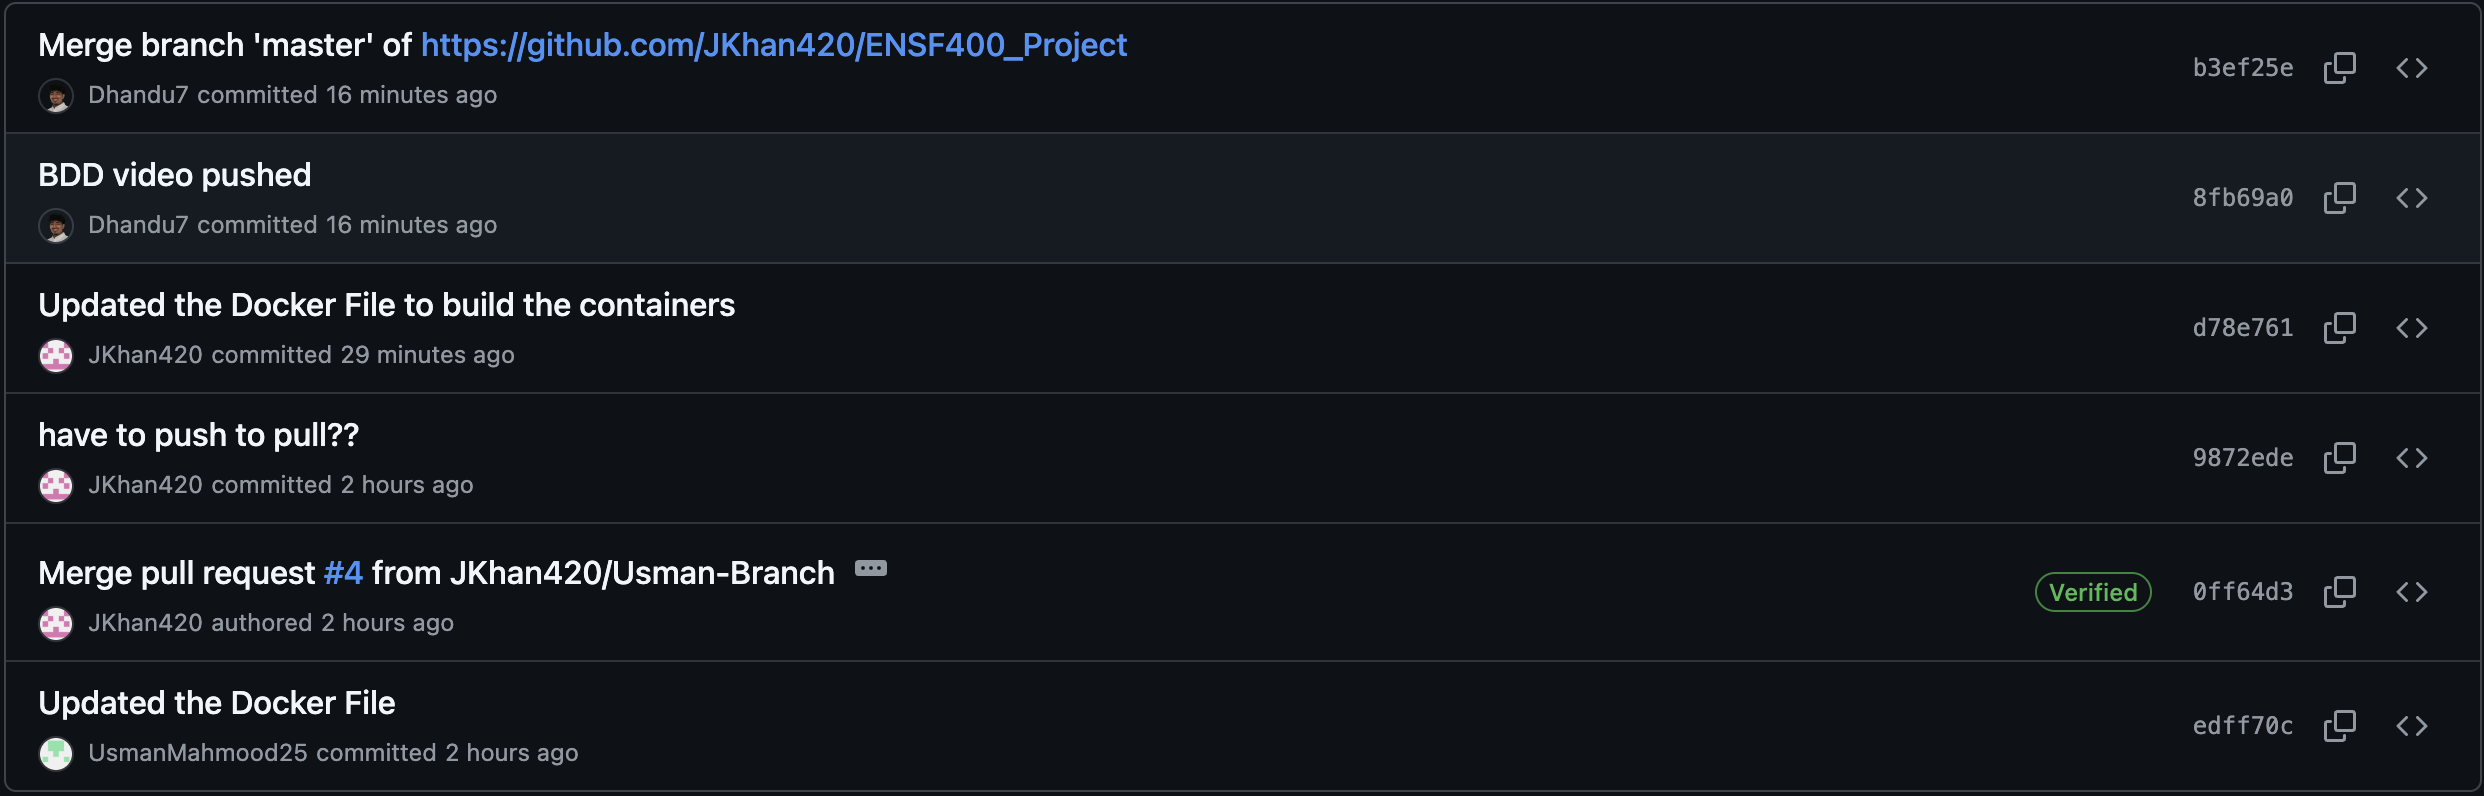 Merge branch 'master' of https://github.com/JKhan420/ENSF400_Project
Dhandu7 committed 16 minutes ago
b3ef25e
BDD video pushed
Dhandu7 committed 16 minutes ago
8fb69a0
Updated the Docker File to build the containers
JKhan420 committed 29 minutes ago
d78e761
have to push to pull??
JKhan420 committed 2 hours ago
9872ede
Merge pull request #4 from JKhan420/Usman-Branch
JKhan420 authored 2 hours ago
Verified 0ff64d3
Updated the Docker File
UsmanMahmood25 committed 2 hours ago
edff70c